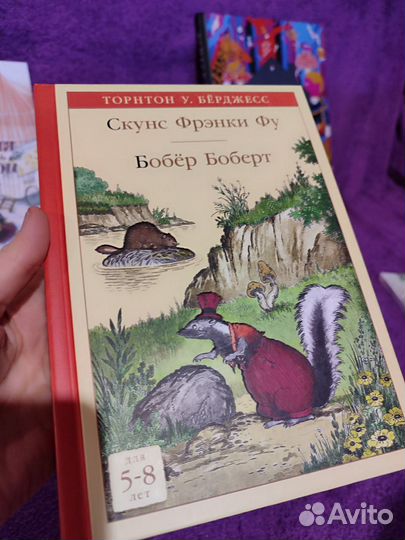 ТОРНТОН У. БЁРДЖЕСС
Скунс Фрэнки Фу
Бобёр Боберт
для
5-8
лет
Avito